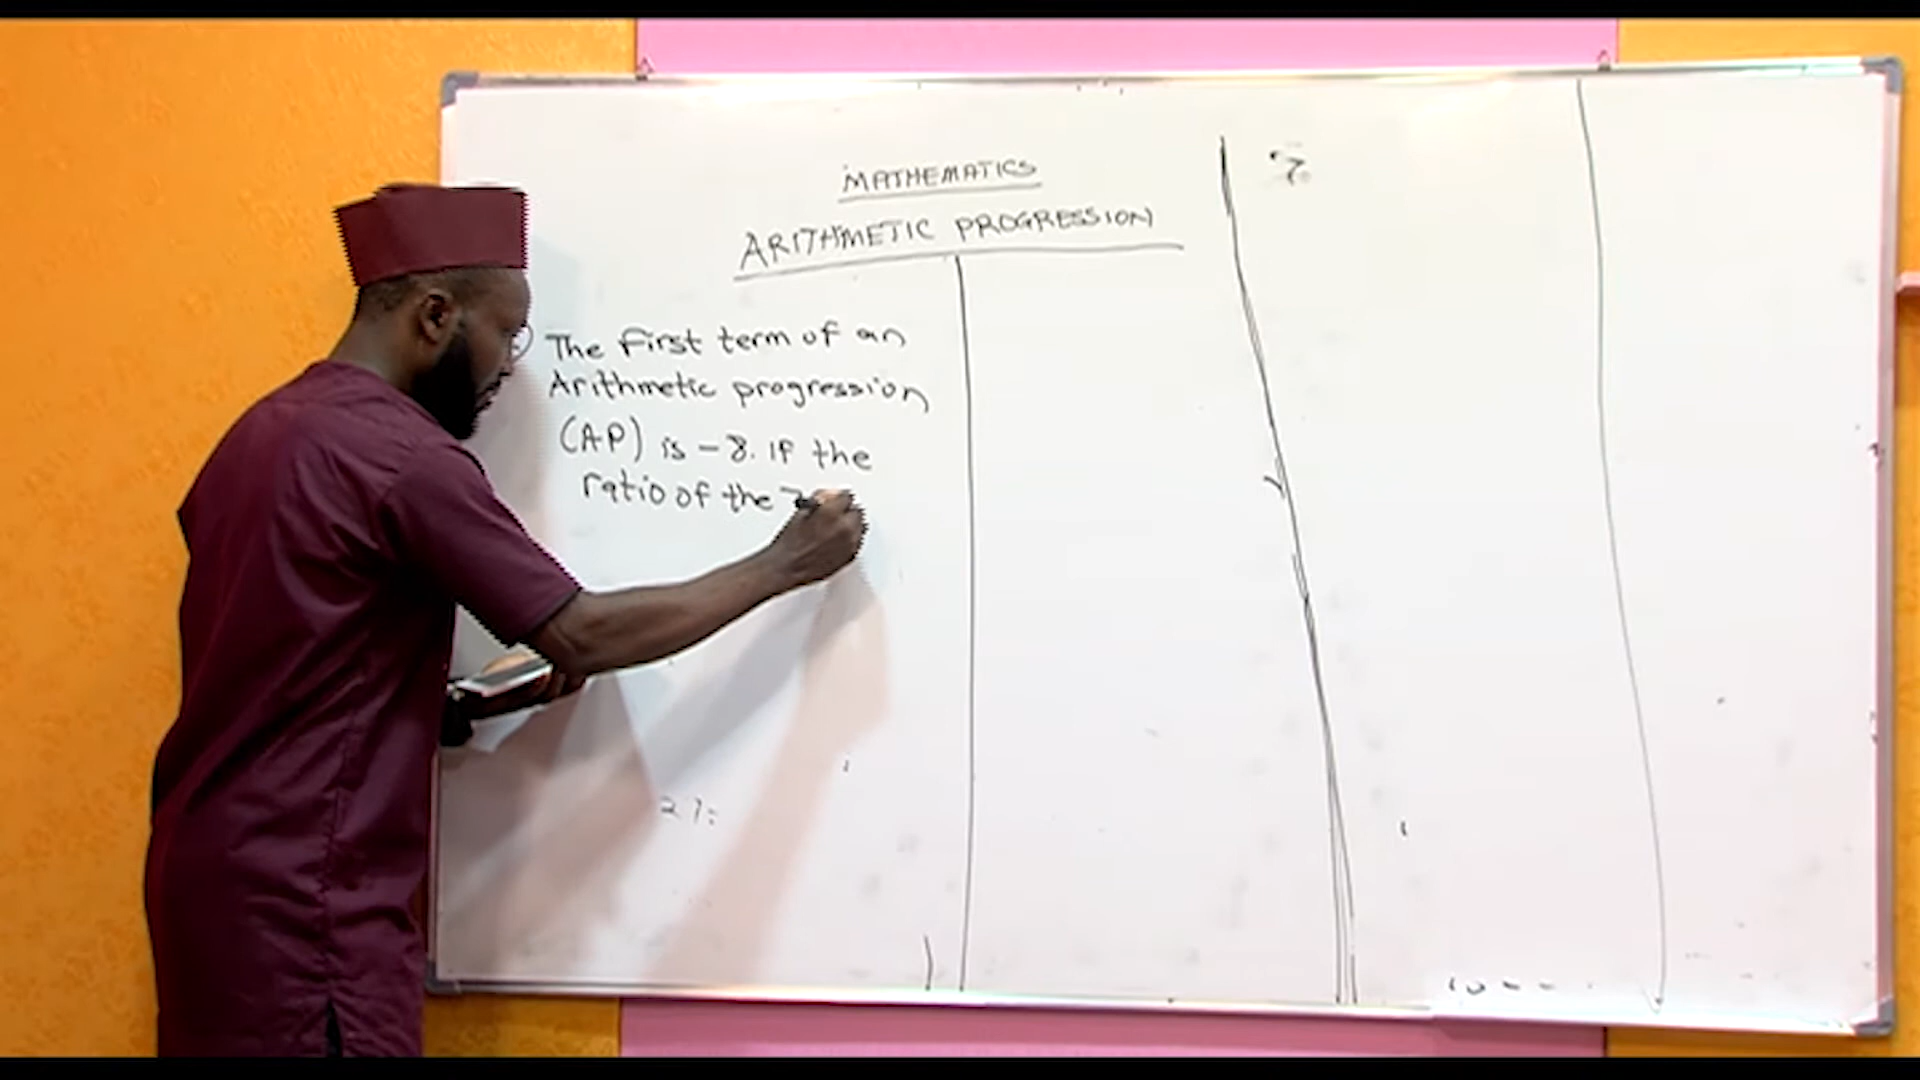 MATHEMATICS
ARITHMETIC PROGRESSION
The first term of an
Arithmetic progression
(AP) is -8. If the
ratio of the 7